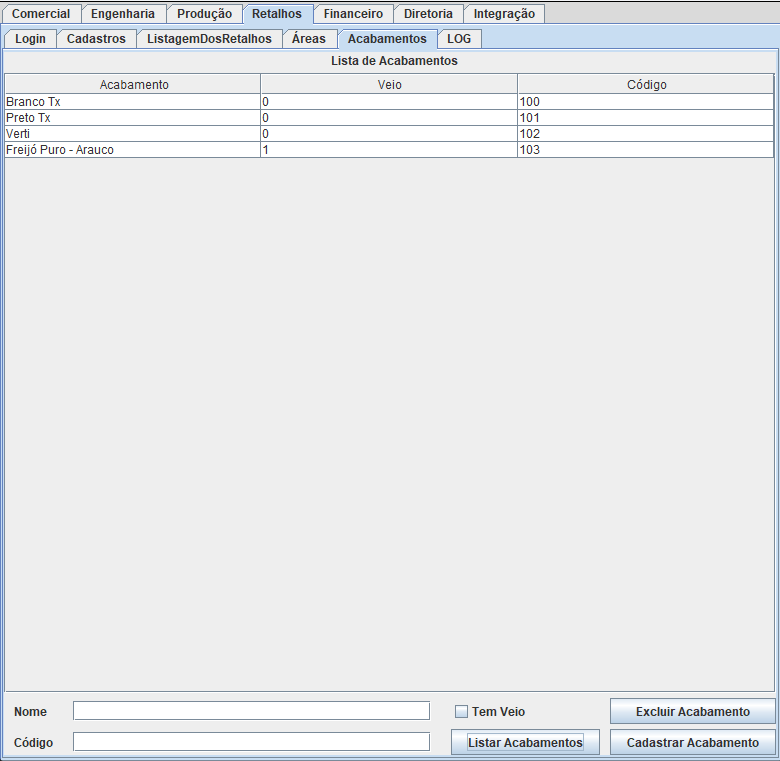 Comercial Engenharia Produção Retalhos Financeiro Diretoria Integração
Login Cadastros ListagemDosRetalhos Áreas Acabamentos LOG
Lista de Acabamentos
Acabamento Veio Código
Branco Tx 0 100
Preto Tx 0 101
Verti 0 102
Freijó Puro - Arauco 1 103
Nome Tem Veio Excluir Acabamento
Código Listar Acabamentos Cadastrar Acabamento